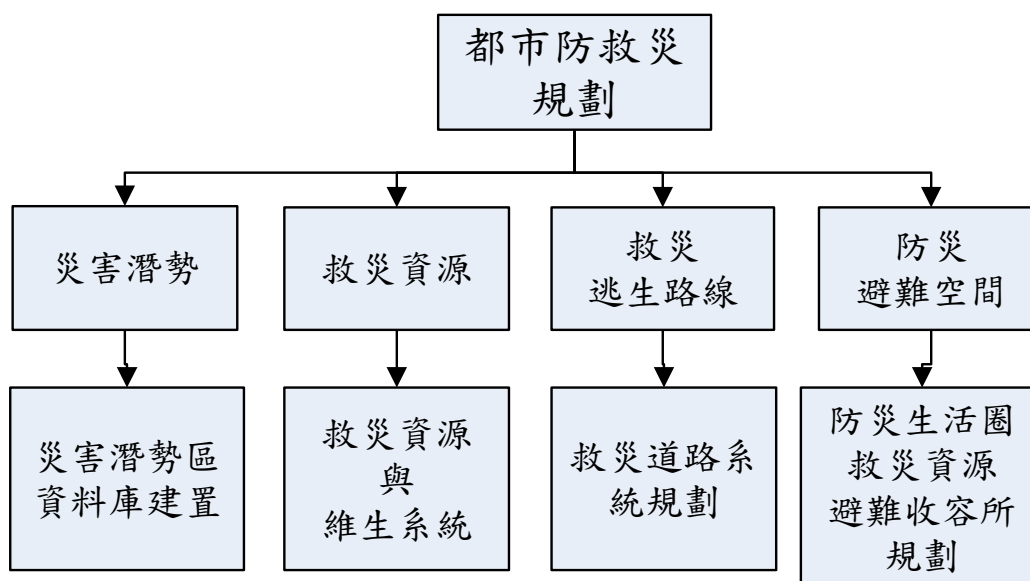 都市防救災
規劃
災害潛勢
救災資源
救災
逃生路線
防災
避難空間
災害潛勢區
資料庫建置
救災資源
與
維生系統
救災道路系
統規劃
防災生活圈
救災資源
避難收容所
規劃